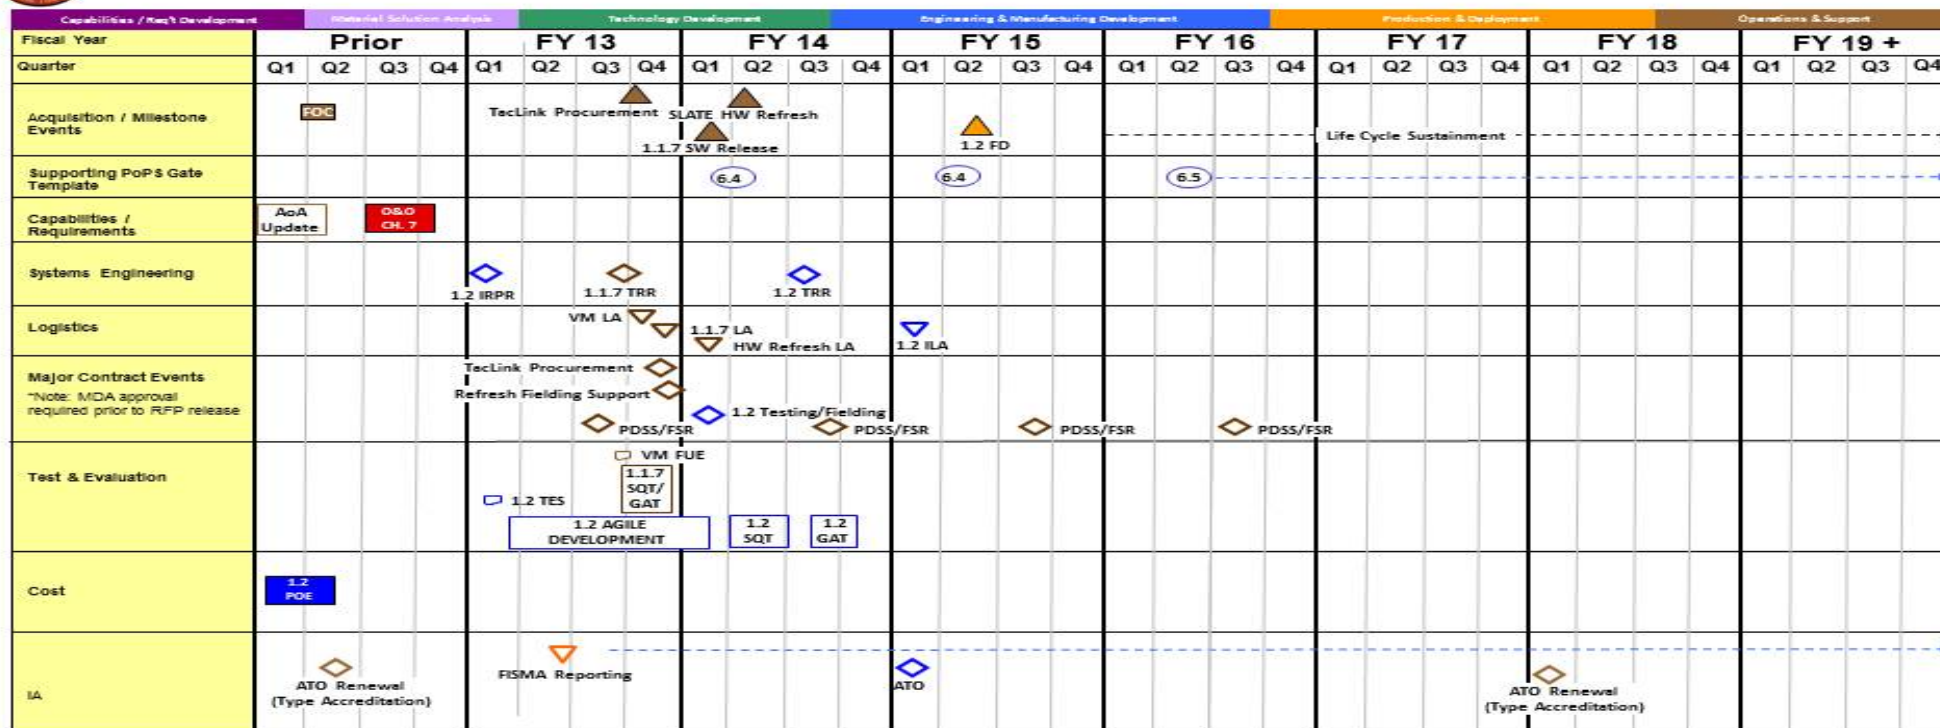 Capabilities / Req't Development Material Solution Analysis Technology Development Engineering & Manufacturing Development Production & Deployment Operations & Support
Fiscal Year Prior FY 13 FY 14 FY 15 FY 16 FY 17 FY 18 FY 19 +
Quarter Q1 Q2 Q3 Q4 Q1 Q2 Q3 Q4 Q1 Q2 Q3 Q4 Q1 Q2 Q3 Q4 Q1 Q2 Q3 Q4 Q1 Q2 Q3 Q4 Q1 Q2 Q3 Q4 Q1 Q2 Q3 Q4
Acquisition / Milestone
Events
FOC
TacLink Procurement
SLATE HW Refresh
1.1.7 SW Release
1.2 FD
Life Cycle Sustainment
Supporting PoPS Gate
Template
6.4
6.4
6.5
Capabilities /
Requirements
AoA
Update
O&O
CH. 7
Systems Engineering
1.2 IRPR
1.1.7 TRR
1.2 TRR
Logistics
VM LA
1.1.7 LA
HW Refresh LA
1.2 ILA
Major Contract Events
*Note: MDA approval
required prior to RFP release
TacLink Procurement
Refresh Fielding Support
1.2 Testing/Fielding
PDSS/FSR
PDSS/FSR
PDSS/FSR
PDSS/FSR
Test & Evaluation
VM FUE
1.1.7
SQT/
GAT
1.2 TES
1.2 AGILE
DEVELOPMENT
1.2
SQT
1.2
GAT
Cost
1.2
POE
IA
ATO Renewal
(Type Accreditation)
FISMA Reporting
ATO
ATO Renewal
(Type Accreditation)